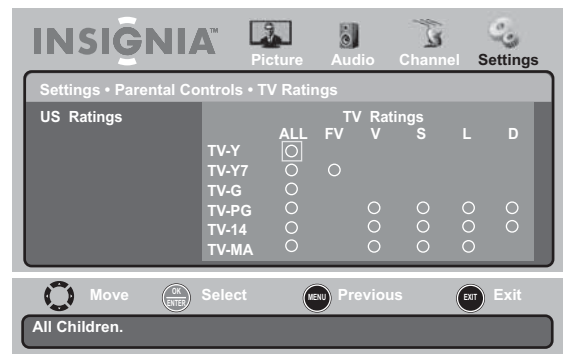 INSIGNIA™
Picture Audio Channel Settings
Settings • Parental Controls • TV Ratings
US Ratings
TV Ratings
ALL FV V S L D
TV-Y
TV-Y7
TV-G
TV-PG
TV-14
TV-MA
Move OK ENTER Select MENU Previous EXIT Exit
All Children.